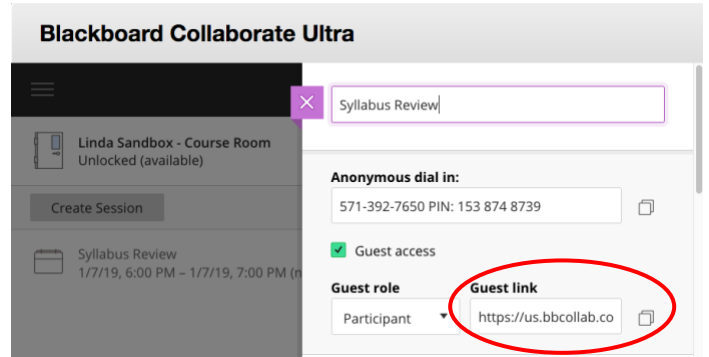 Blackboard Collaborate Ultra
Linda Sandbox - Course Room
Unlocked (available)
Create Session
Syllabus Review
1/7/19, 6:00 PM – 1/7/19, 7:00 PM (n
Syllabus Review
Anonymous dial in:
571-392-7650 PIN: 153 874 8739
Guest access
Guest role Guest link
Participant https://us.bbcollab.co